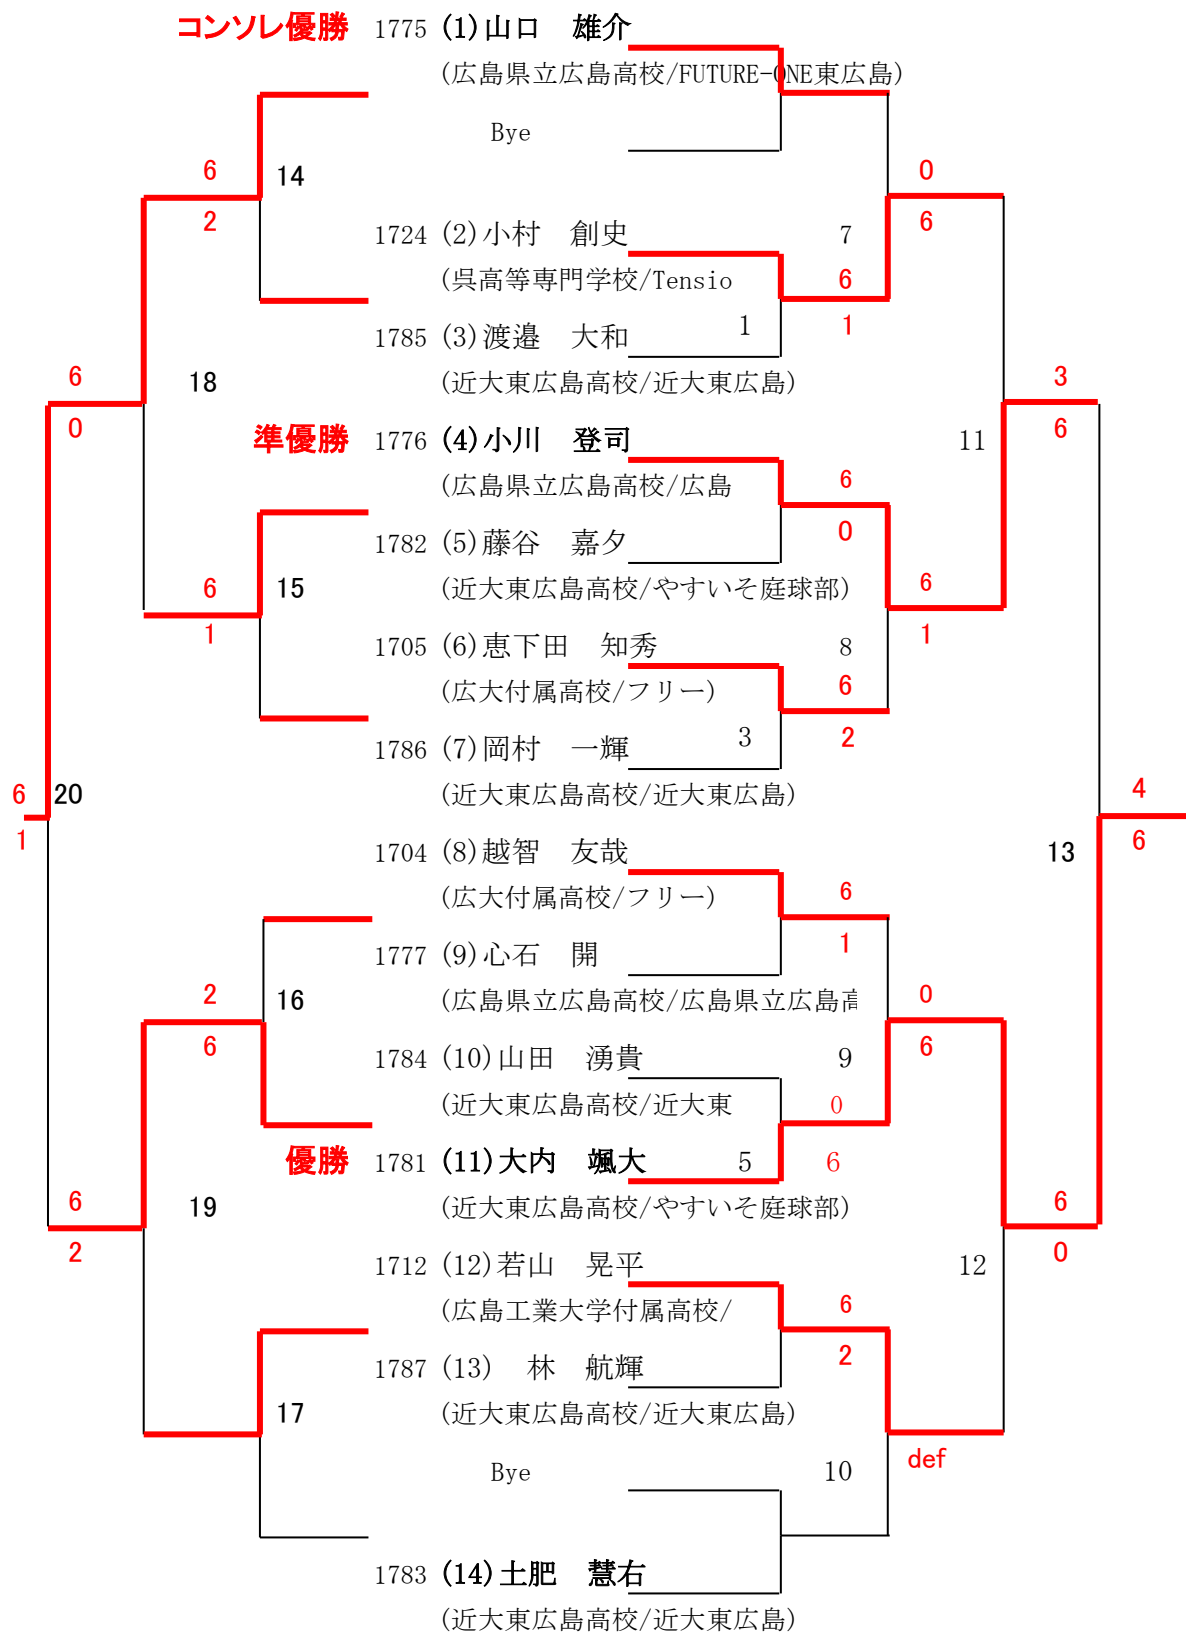 コンソレ優勝 1775 (1)山口　雄介
(広島県立広島高校/FUTURE-ONE東広島)
Bye
6 14 0
2 6
1724 (2)小村　創史 7
(呉高等専門学校/Tensio 6
1785 (3)渡邉　大和 1 1
6 18 (近大東広島高校/近大東広島) 3
0 6
準優勝 1776 (4)小川　登司 11
(広島県立広島高校/広島 6
1782 (5)藤谷　嘉夕 0
6 15 (近大東広島高校/やすいそ庭球部) 6
1 1
1705 (6)恵下田　知秀 8
(広大付属高校/フリー) 6
1786 (7)岡村　一輝 3 2
6 20 (近大東広島高校/近大東広島) 4
1 6
1704 (8)越智　友哉 13
(広大付属高校/フリー) 6
1777 (9)心石　開 1
2 16 (広島県立広島高校/広島県立広島高 0
6 6
1784 (10)山田　湧貴 9
(近大東広島高校/近大東 0
優勝 1781 (11)大内　颯大 5 6
6 19 (近大東広島高校/やすいそ庭球部) 6
2 0
1712 (12)若山　晃平 12
(広島工業大学付属高校/ 6
1787 (13)　林　航輝 2
17 (近大東広島高校/近大東広島)
def
Bye 10
1783 (14)土肥　慧右
(近大東広島高校/近大東広島)